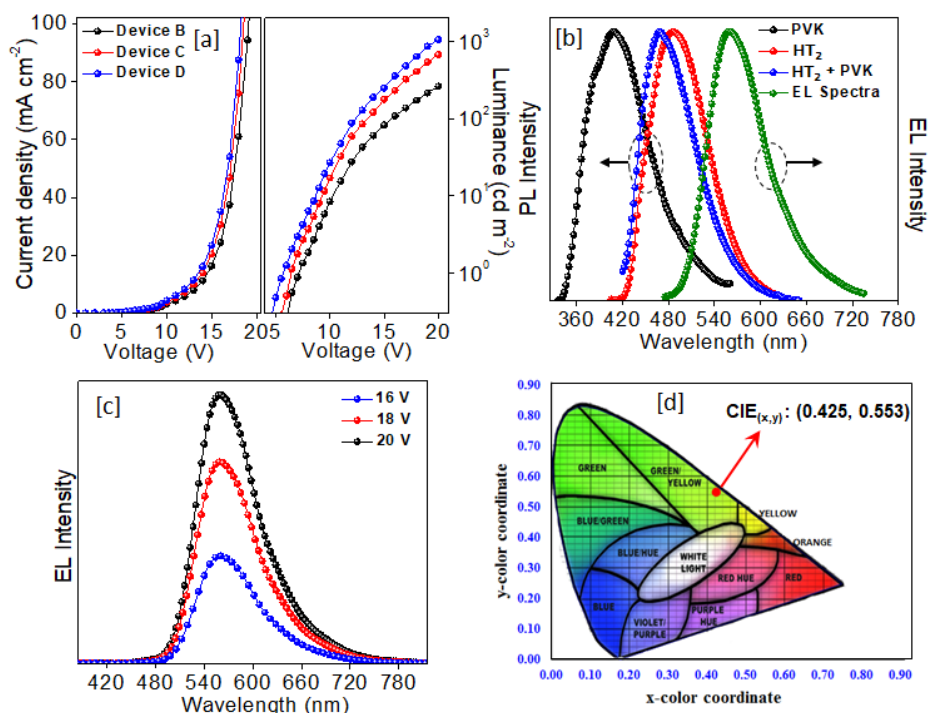 [a]
Device B
Device C
Device D
Current density (mA cm-2)
100
80
60
40
20
0
0 5 10 15 20
Voltage (V)
5 10 15 20
Voltage (V)
10³
10²
10¹
10⁰
Luminance (cd m-2)
[b]
PVK
HT₂
HT₂ + PVK
EL Spectra
PL Intensity
EL Intensity
360 420 480 540 600 660 720 780
Wavelength (nm)
[c]
16 V
18 V
20 V
EL Intensity
420 480 540 600 660 720 780
Wavelength (nm)
[d]
CIE(x,y): (0.425, 0.553)
y-color coordinate
0.90
0.80
0.70
0.60
0.50
0.40
0.30
0.20
0.10
0.00
GREEN
GREEN/
YELLOW
YELLOW
BLUE/GREEN
ORANGE
BLUE/HUE
WHITE
LIGHT
RED HUE
RED
BLUE
PURPLE
HUE
VIOLET/
PURPLE
0.00 0.10 0.20 0.30 0.40 0.50 0.60 0.70 0.75 0.80 0.90
x-color coordinate